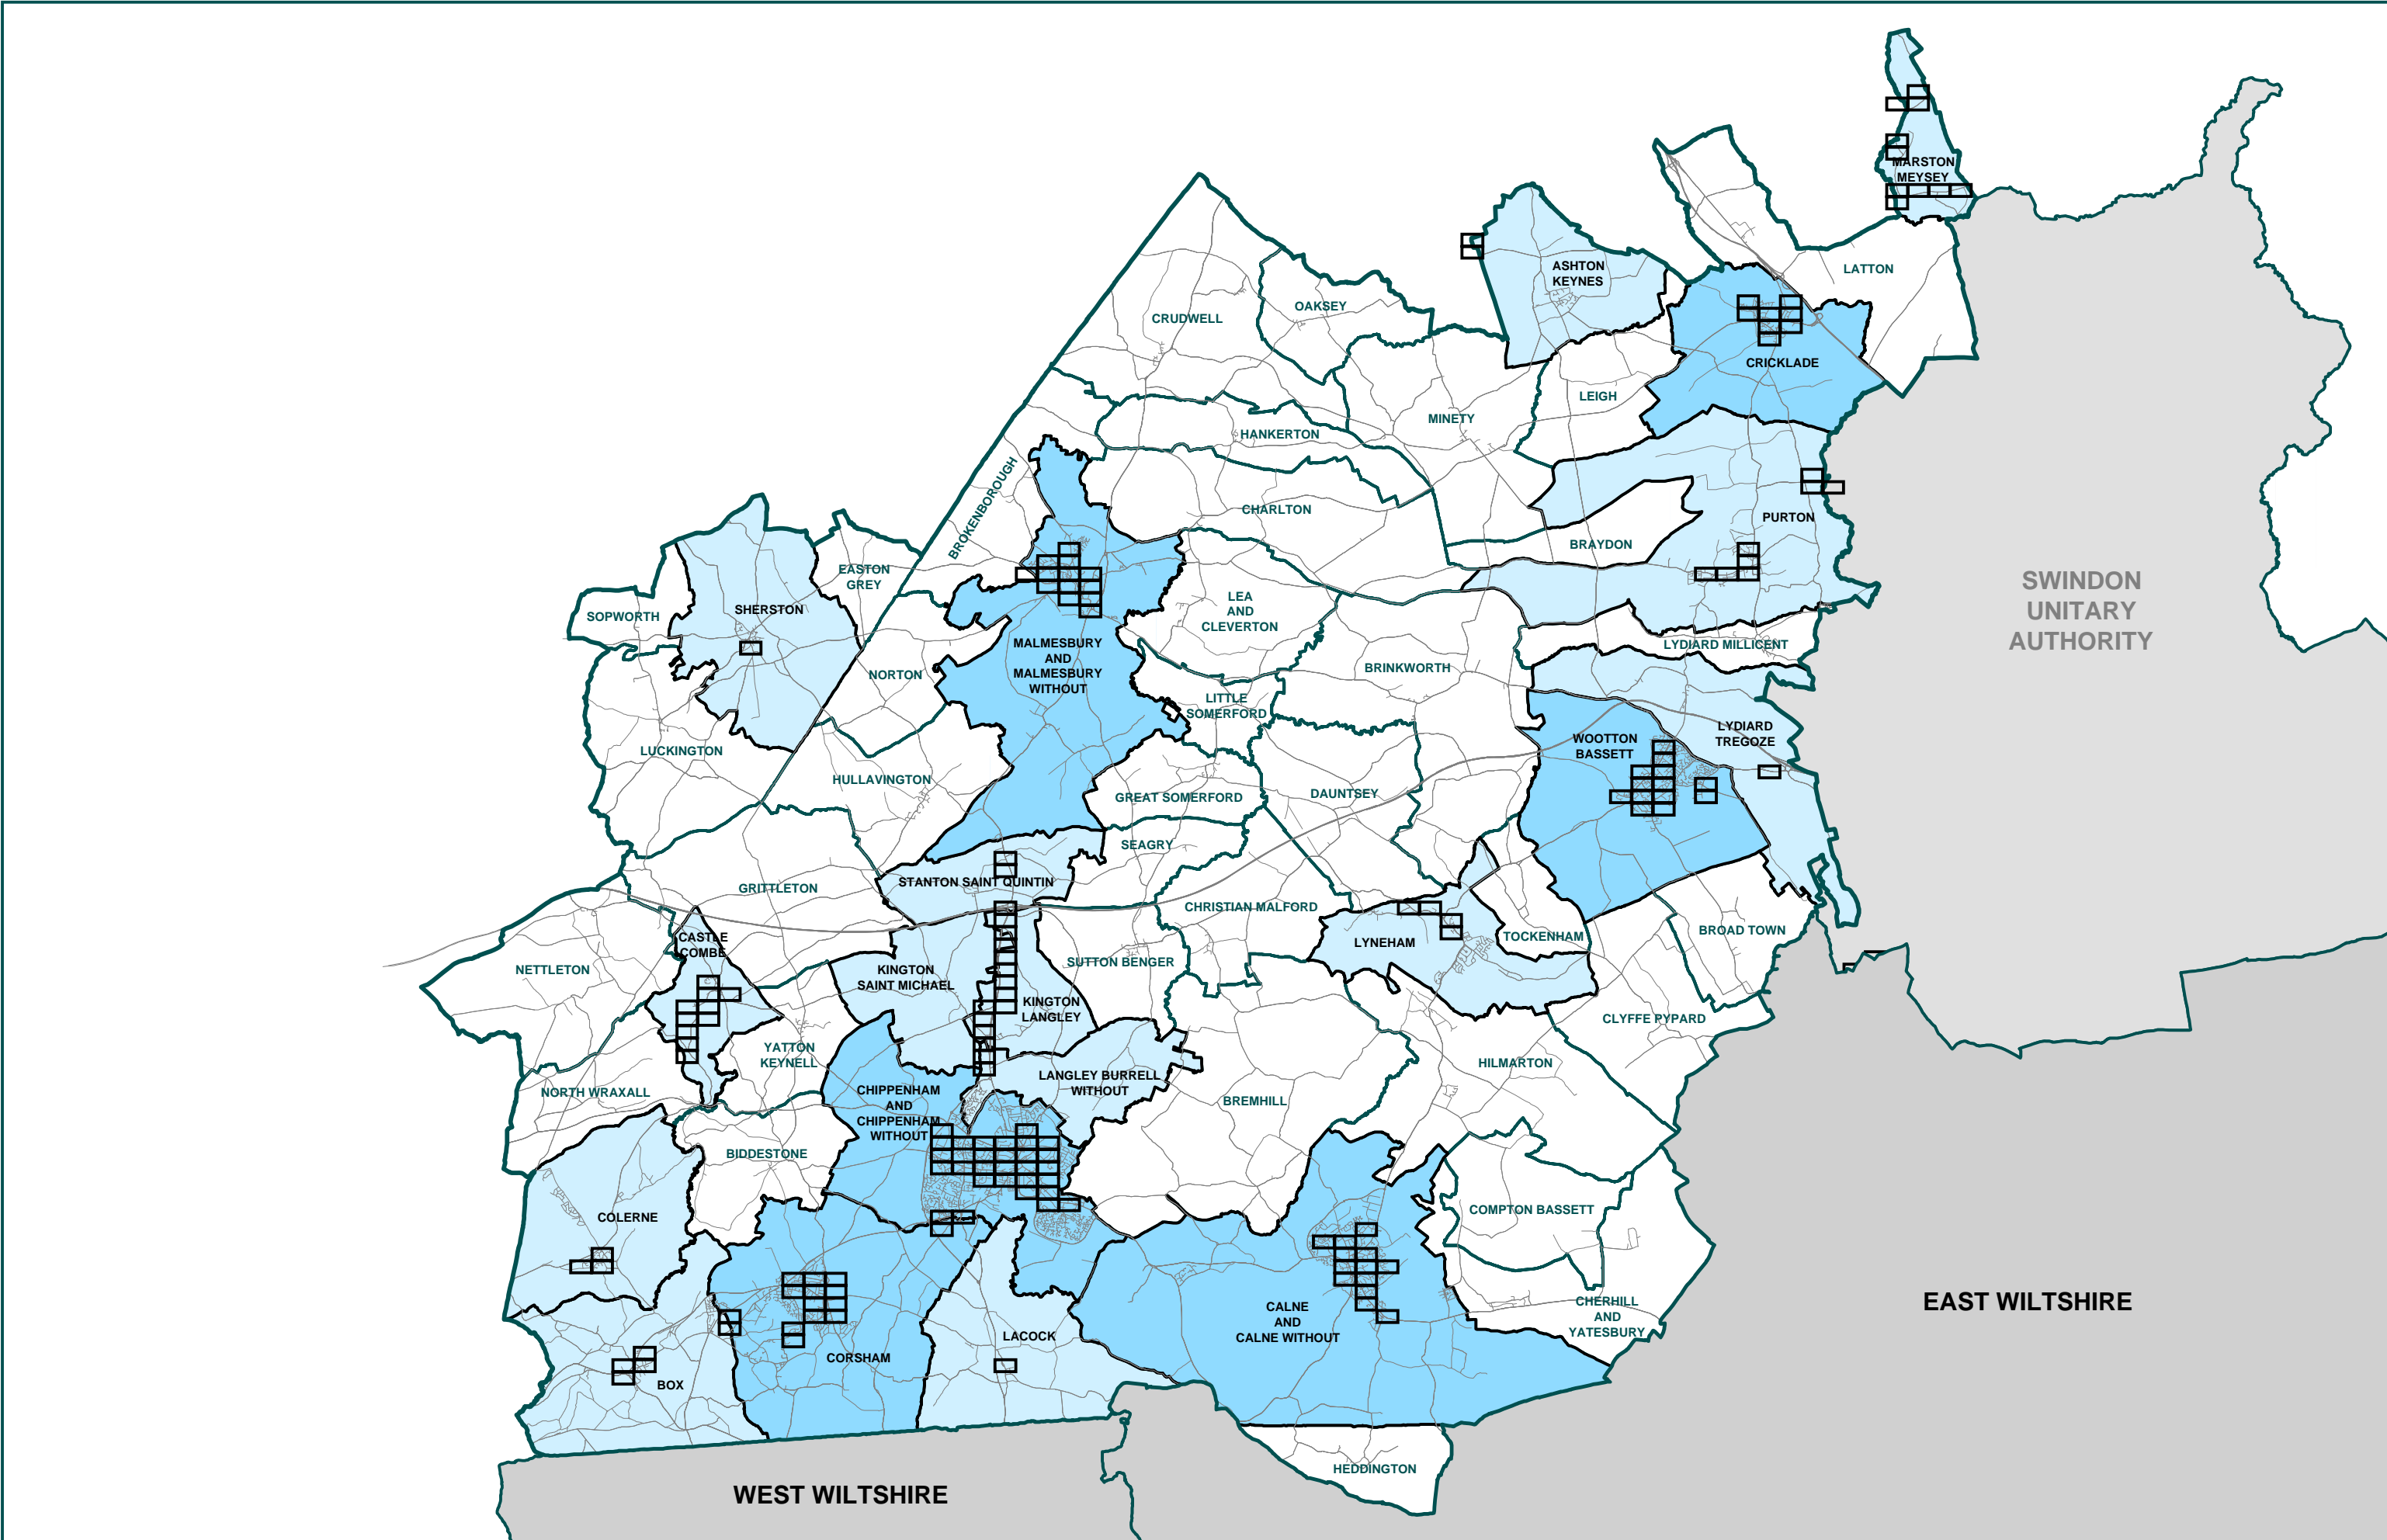 MARSTON
MEYSEY
LATTON
ASHTON
KEYNES
OAKSEY
CRUDWELL
CRICKLADE
LEIGH
MINETY
HANKERTON
BROKENBOROUGH
CHARLTON
PURTON
BRAYDON
EASTON
GREY
SHERSTON
SOPWORTH
LEA
AND
CLEVERTON
SWINDON
UNITARY
AUTHORITY
MALMESBURY
AND
MALMESBURY
WITHOUT
LYDIARD MILLICENT
BRINKWORTH
NORTON
LITTLE
SOMERFORD
LYDIARD
TREGOZE
WOOTTON
BASSETT
LUCKINGTON
HULLAVINGTON
GREAT SOMERFORD
DAUNTSEY
SEAGRY
STANTON SAINT QUINTIN
GRITTLETON
CHRISTIAN MALFORD
BROAD TOWN
TOCKENHAM
LYNEHAM
CASTLE
COMBE
SUTTON BENGER
NETTLETON
KINGTON
SAINT MICHAEL
KINGTON
LANGLEY
CLYFFE PYPARD
YATTON
KEYNELL
HILMARTON
LANGLEY BURRELL
WITHOUT
NORTH WRAXALL
CHIPPENHAM
AND
CHIPPENHAM
WITHOUT
BREMHILL
BIDDESTONE
COMPTON BASSETT
COLERNE
CHERHILL
AND
YATESBURY
EAST WILTSHIRE
CALNE
AND
CALNE WITHOUT
LACOCK
CORSHAM
BOX
HEDDINGTON
WEST WILTSHIRE